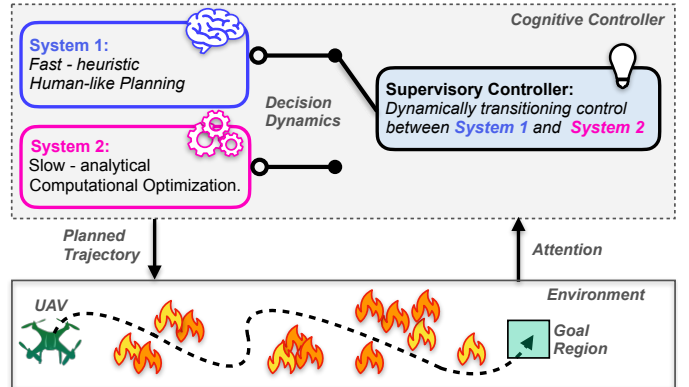 Cognitive Controller
System 1:
Fast - heuristic
Human-like Planning
Decision
Dynamics
Supervisory Controller:
Dynamically transitioning control
between System 1 and System 2
System 2:
Slow - analytical
Computational Optimization.
Planned
Trajectory
Attention
Environment
UAV
Goal
Region